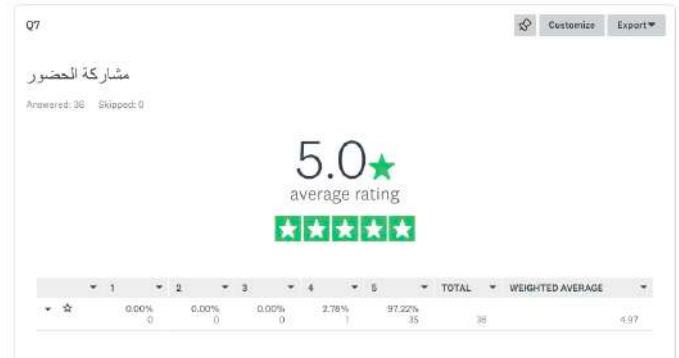 Q7
Customize Export
مشاركة الحضور
Answered: 36 Skipped: 0
5.0
average rating
1 2 3 4 5 TOTAL WEIGHTED AVERAGE
0.00% 0.00% 0.00% 2.78% 97.22%
0 0 0 1 35 36 4.97